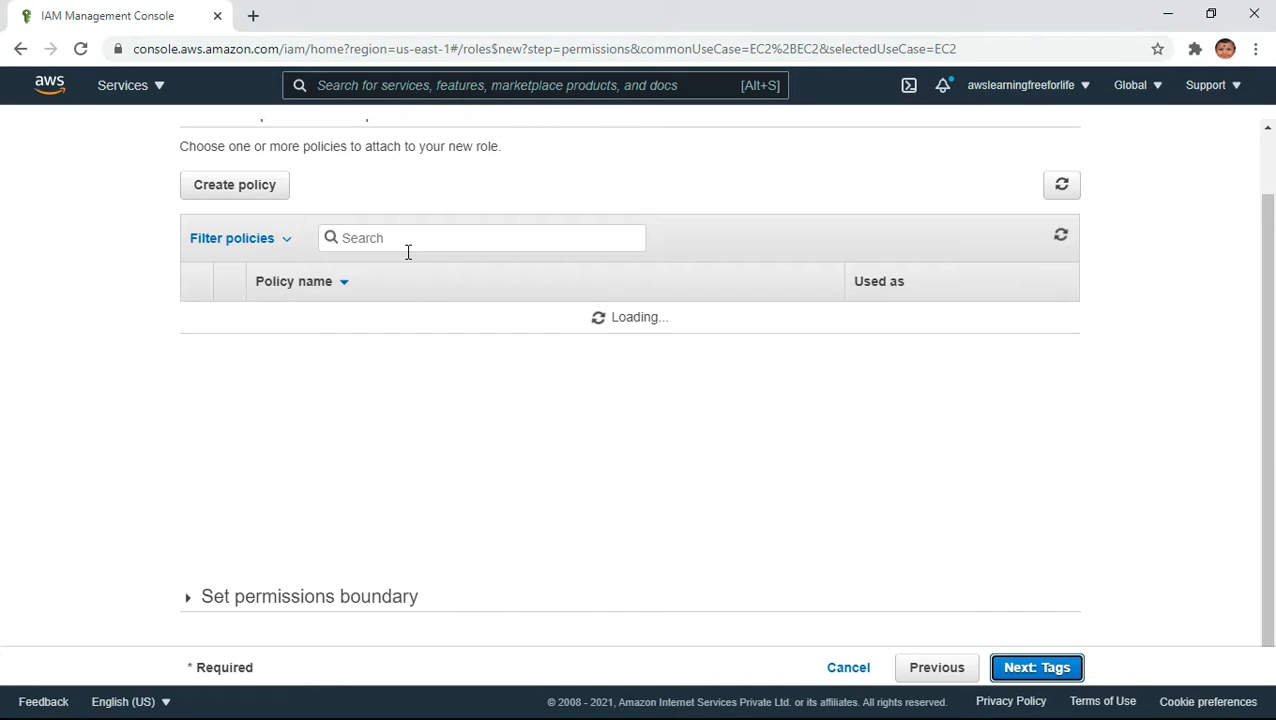 IAM Management Console
console.aws.amazon.com/iam/home?region=us-east-1#/roles$new?step=permissions&commonUseCase=EC2%2BEC2&selectedUseCase=EC2
aws Services Search for services, features, marketplace products, and docs [Alt+S] awslearningfreeforlife Global Support
Choose one or more policies to attach to your new role.
Create policy
Filter policies Search
Policy name Used as
Loading...
Set permissions boundary
* Required Cancel Previous Next: Tags
Feedback English (US) © 2008 - 2021, Amazon Internet Services Private Ltd. or its affiliates. All rights reserved. Privacy Policy Terms of Use Cookie preferences